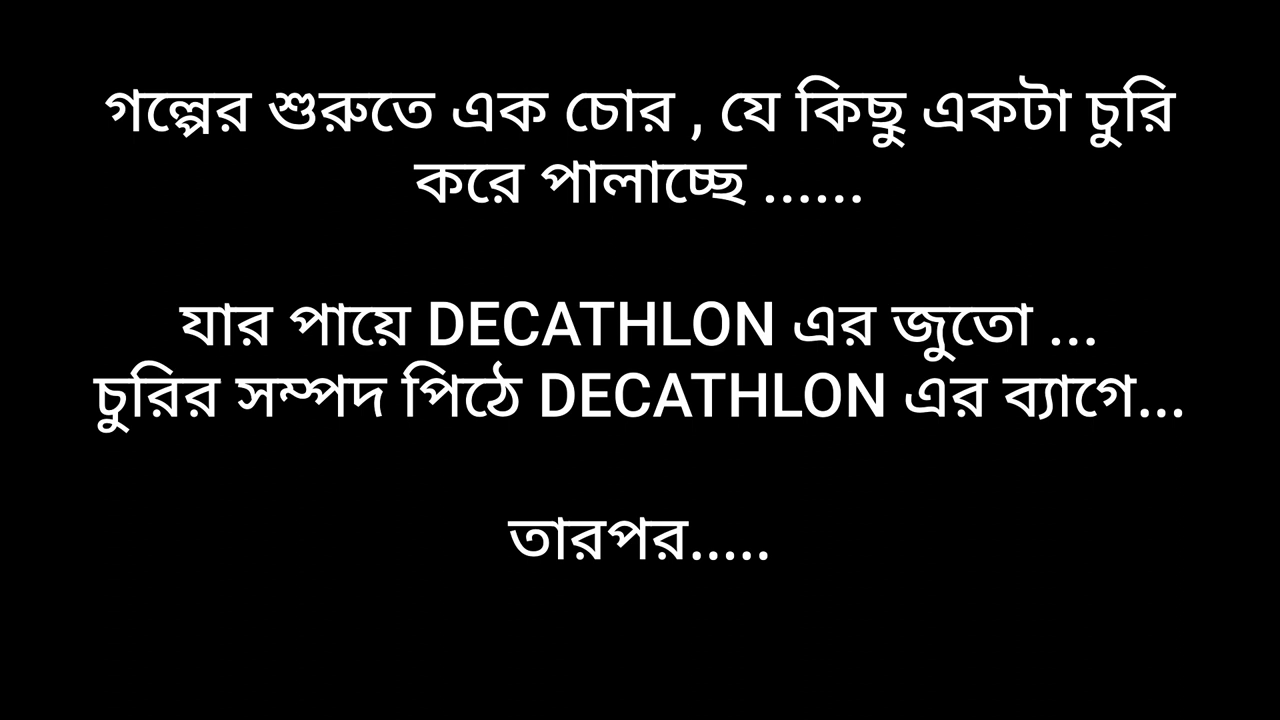 গল্পের শুরুতে এক চোর , যে কিছু একটা চুরি
করে পালাচ্ছে ......
যার পায়ে DECATHLON এর জুতো ...
চুরির সম্পদ পিঠে DECATHLON এর ব্যাগে...
তারপর.....